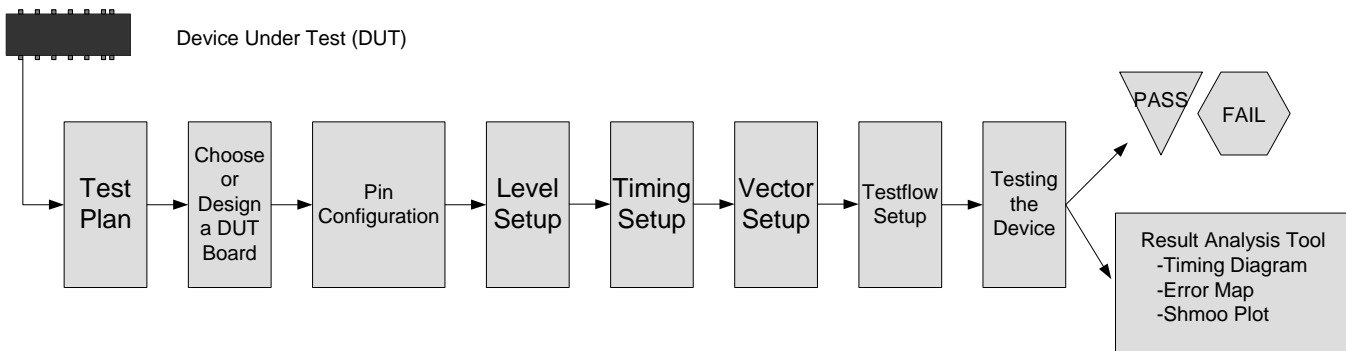 Device Under Test (DUT)
PASS
FAIL
Test
Plan
Choose
or
Design
a DUT
Board
Pin
Configuration
Level
Setup
Timing
Setup
Vector
Setup
Testflow
Setup
Testing
the
Device
Result Analysis Tool
-Timing Diagram
-Error Map
-Shmoo Plot